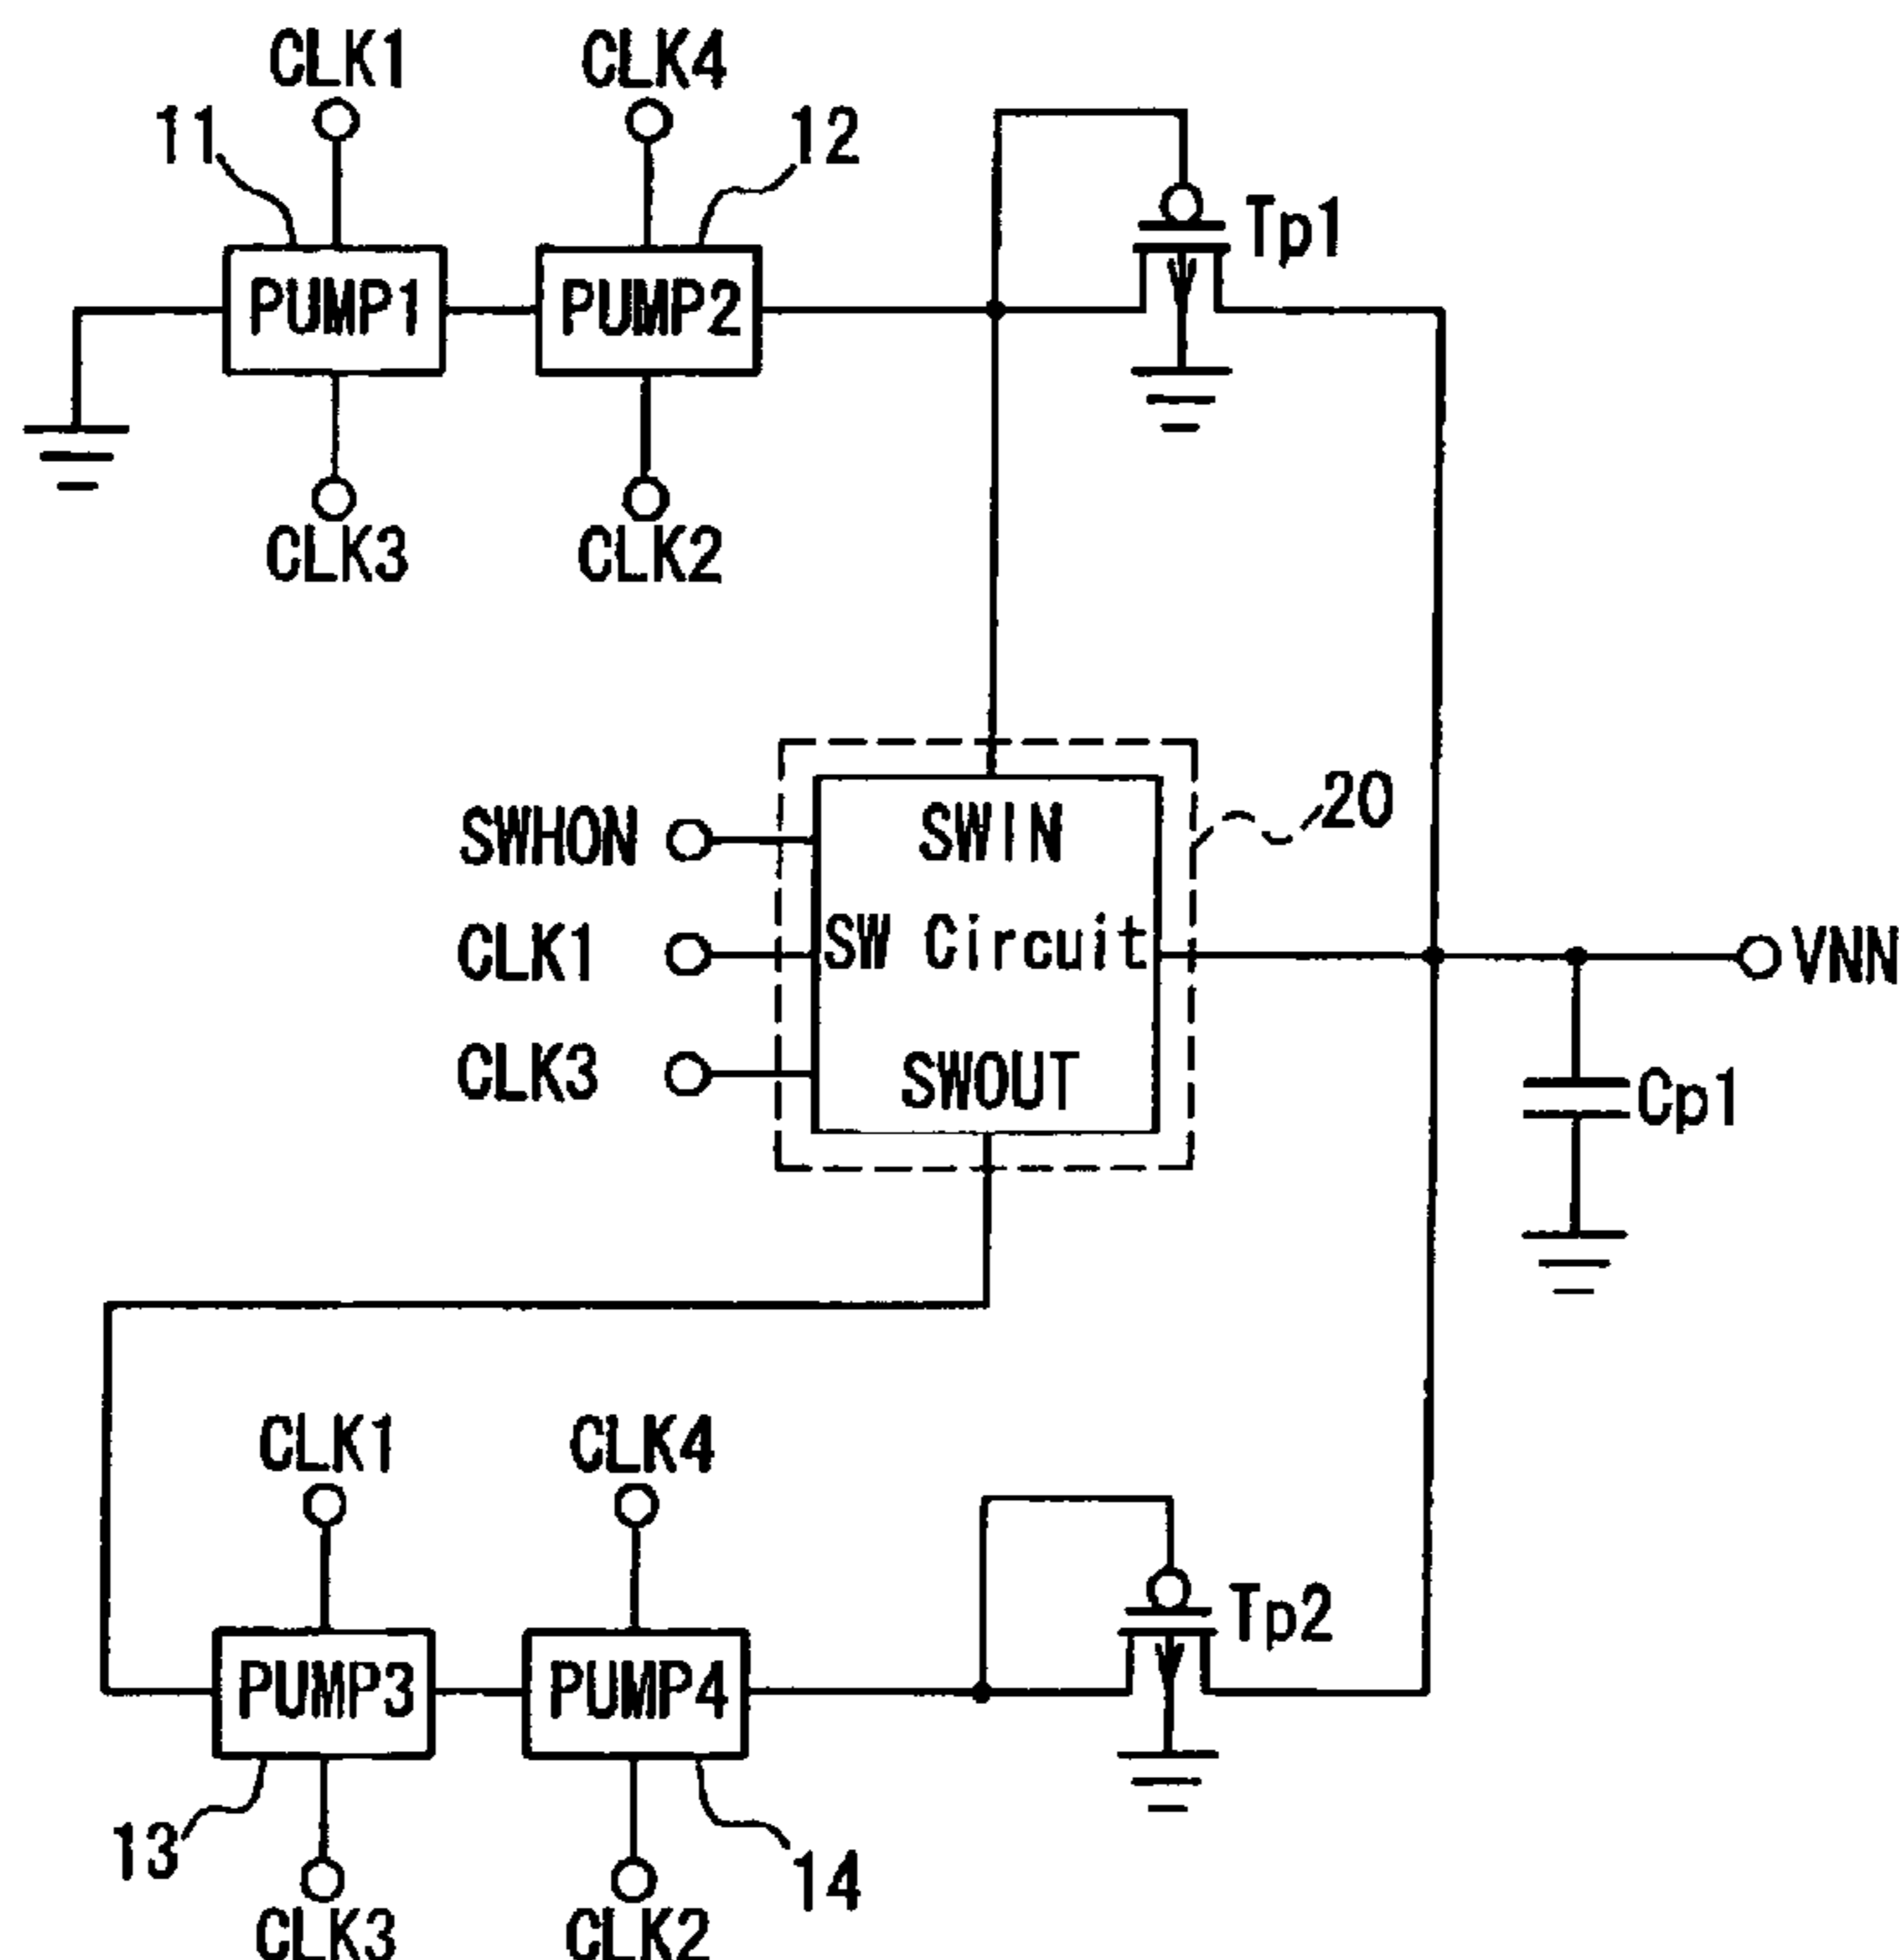 CLK1
CLK4
11
12
Tp1
PUMP1
PUMP2
CLK3
CLK2
20
SWHON
SWIN
CLK1
SW Circuit
VNN
CLK3
SWOUT
Cp1
CLK1
CLK4
Tp2
PUMP3
PUMP4
13
14
CLK3
CLK2